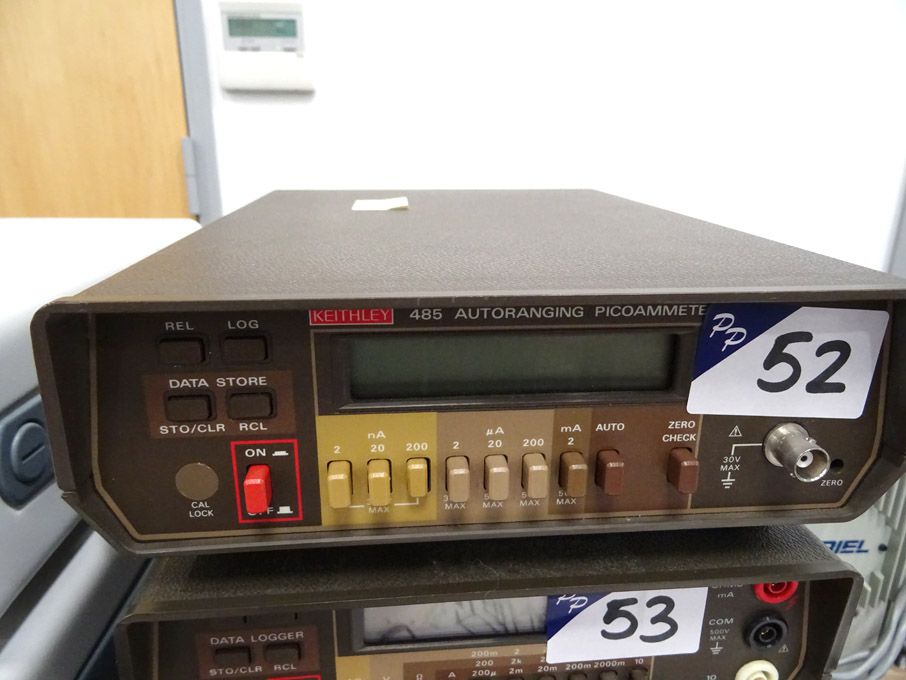 KEITHLEY 485 AUTORANGING PICOAMMETE
PP 52
REL LOG
DATA STORE
STO/CLR RCL
ON
CAL LOCK
nA
2 20 200
MAX
µA
2 20 200
MAX MAX MAX
mA
2
MAX
AUTO
ZERO CHECK
30V MAX
ZERO
DATA LOGGER
STO/CLR RCL
PP 53
200m 2
200 2k
200µ 2m 20m 200m 2000m 10
V Ω A
mA
COM
500V MAX
10